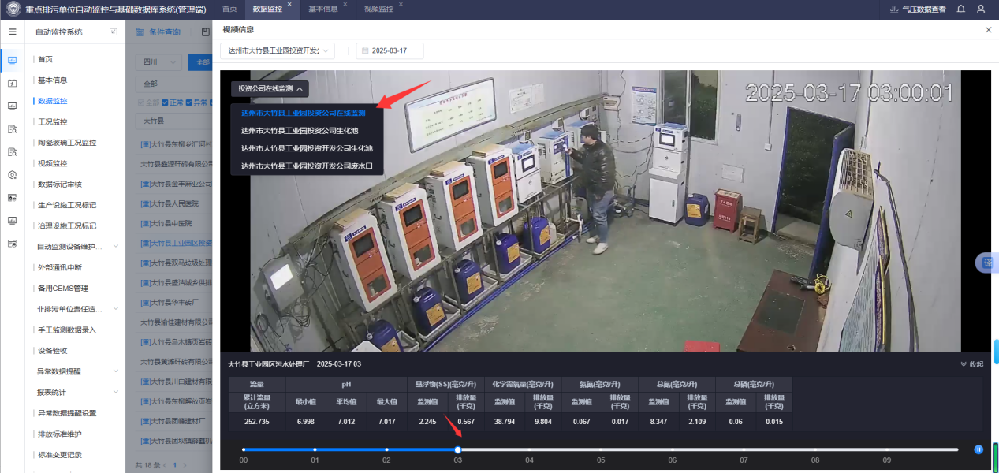 重点排污单位自动监控与基础数据库系统(管理端)
首页
数据监控
基本信息
视频监控
气压数据查看
自动监控系统
首页
基本信息
数据监控
工况监控
陶瓷玻璃工况监控
视频监控
数据标记审核
生产设施工况标记
治理设施工况标记
自动监测设备维护...
外部通讯中断
备用CEMS管理
非排污单位责任造...
手工监测数据录入
设备验收
异常数据提醒
报表统计
异常数据提醒设置
排放标准维护
标准变更记录
条件查询
四川
全部
全部
全部
正常
异常
大竹县
[重]大竹县东柳乡汇河村
大竹县鑫源矸砖有限公司
[重]大竹县金丰麻业公司
[重]大竹县人民医院
[重]大竹县中医院
[重]大竹县工业园区投资
[重]大竹县双马垃圾处理
[重]大竹县盛洁城乡供排
[重]大竹县华丰砖厂
大竹县渝佳建材有限公司
[重]大竹县乌木镇页岩砖
大竹县黄滩矸砖有限公司
[重]大竹县川白建材有限
[重]大竹县东柳解放页岩
[重]大竹县团峰建材厂
[重]大竹县团坝镇薛鑫机
共 16 条
1
视频信息
达州市大竹县工业园投资开发公
2025-03-17
投资公司在线监测
达州市大竹县工业园投资公司在线监测
达州市大竹县工业园投资公司生化池
达州市大竹县工业园投资开发公司生化池
达州市大竹县工业园投资开发公司废水口
2025-03-17 03:00:01
大竹县工业园区污水处理厂 2025-03-17 03
收起
流量 pH 悬浮物(SS)(毫克/升) 化学需氧量(毫克/升) 氨氮(毫克/升) 总氮(毫克/升) 总磷(毫克/升)
累计流量(立方米) 最小值 平均值 最大值 监测值 排放量(千克) 监测值 排放量(千克) 监测值 排放量(千克) 监测值 排放量(千克) 监测值 排放量(千克)
252.735 6.998 7.012 7.017 2.245 0.567 38.794 9.804 0.067 0.017 8.347 2.109 0.06 0.015
00 01 02 03 04 05 06 07 08 09
译